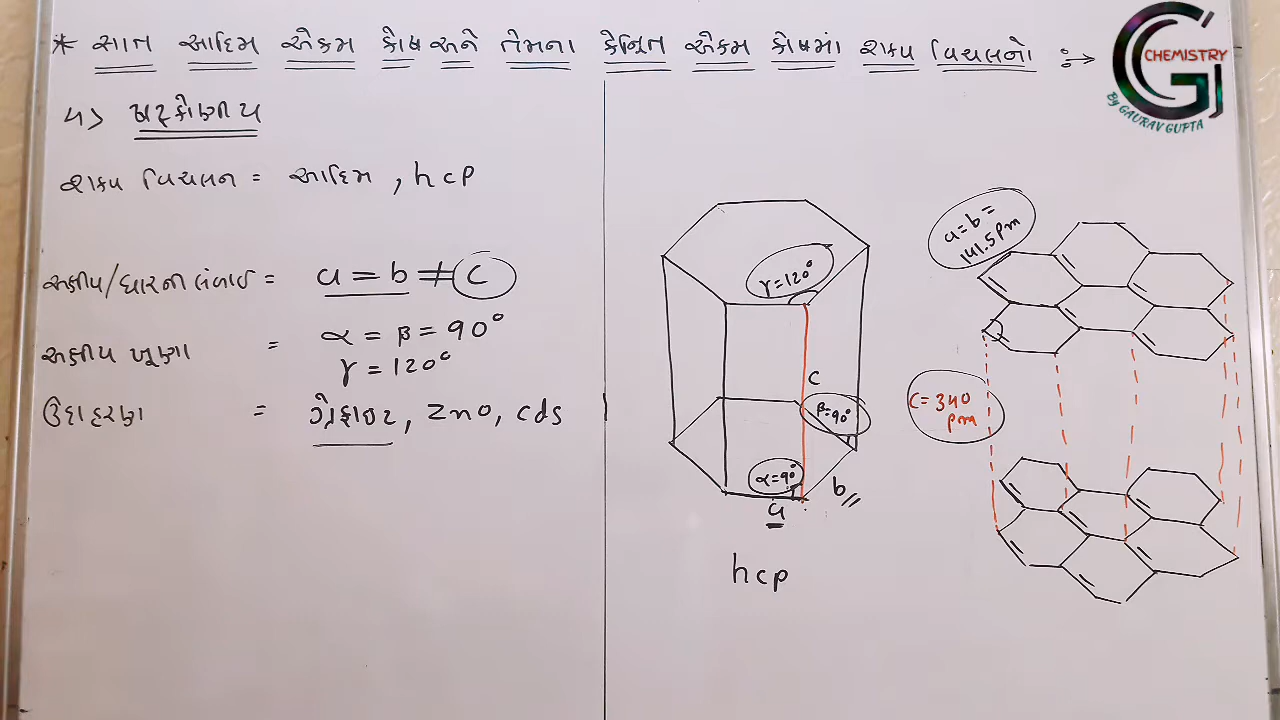 * સાત આદિમ એકમ કોષ અને તેમના કેન્દ્રિત એકમ કોષમાં શક્ય વિચલનો :→
૫> ષટ્કોણીય
શક્ય વિચલન = આદિમ , hcp
અક્ષીય/ધારની લંબાઈ = a = b ≠ c
અક્ષીય ખૂણા = α = β = 90°
γ = 120°
ઉદાહરણ = ગ્રેફાઇટ, ZnO, cds
γ = 120°
c
β = 90°
α = 90°
a
b
hcp
a = b =
141.5 pm
C = 340
pm
CHEMISTRY
G
By GAURAV GUPTA